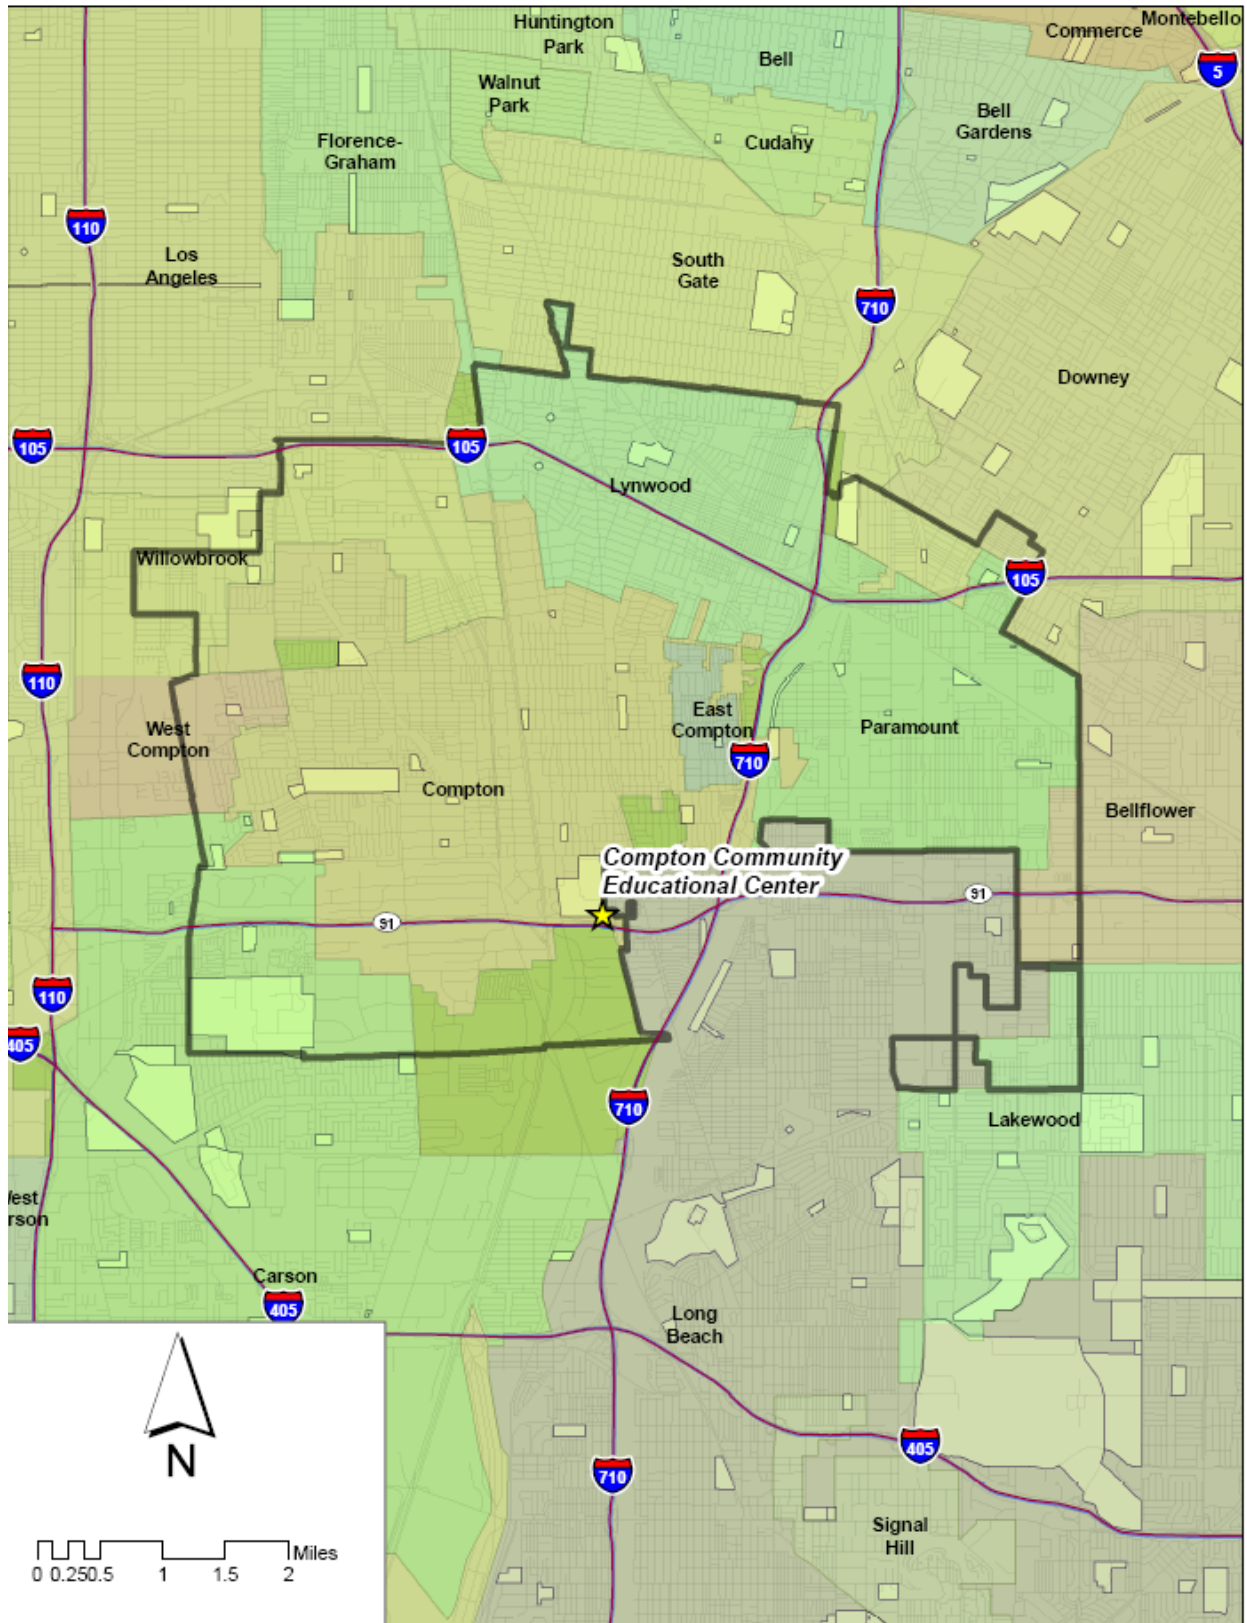 Huntington
Park
Commerce
Montebello
Bell
5
Walnut
Park
Bell
Gardens
Florence-
Graham
Cudahy
110
Los
Angeles
South
Gate
710
Downey
105
105
Lynwood
Willowbrook
105
110
West
Compton
East
Compton
Paramount
710
Compton
Bellflower
Compton Community
Educational Center
91
91
110
405
710
Lakewood
West
rson
Carson
405
Long
Beach
405
710
Signal
Hill
N
Miles
0 0.250.5 1 1.5 2